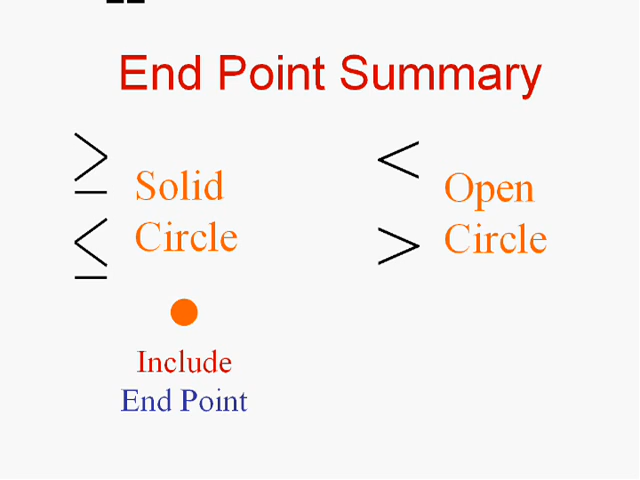 End Point Summary
≥ Solid
≤ Circle
< Open
> Circle
Include
End Point